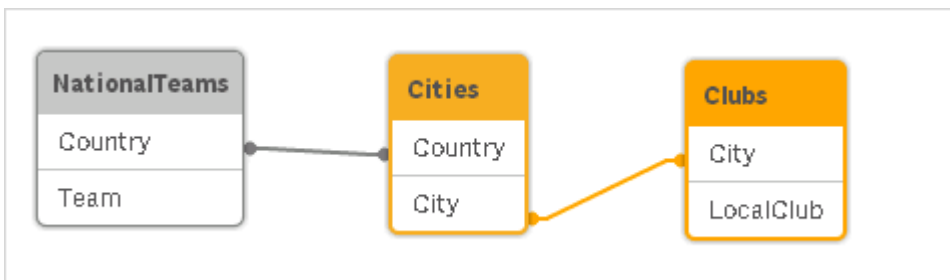 NationalTeams
Country
Team
Cities
Country
City
Clubs
City
LocalClub